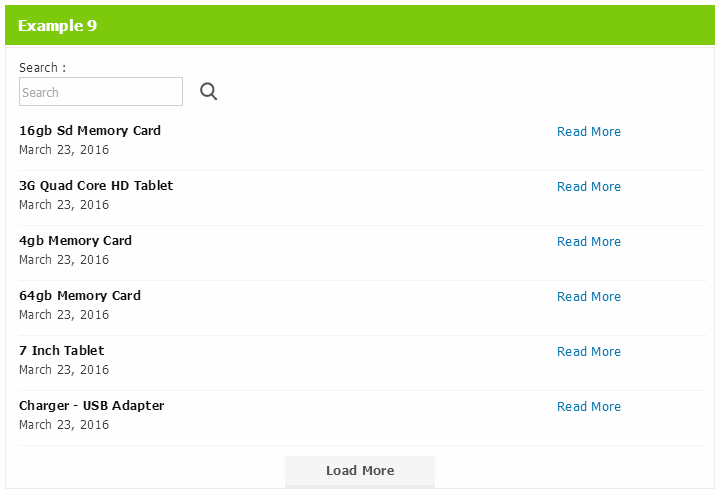 Example 9
Search :
Search
16gb Sd Memory Card
Read More
March 23, 2016
3G Quad Core HD Tablet
Read More
March 23, 2016
4gb Memory Card
Read More
March 23, 2016
64gb Memory Card
Read More
March 23, 2016
7 Inch Tablet
Read More
March 23, 2016
Charger - USB Adapter
Read More
March 23, 2016
Load More